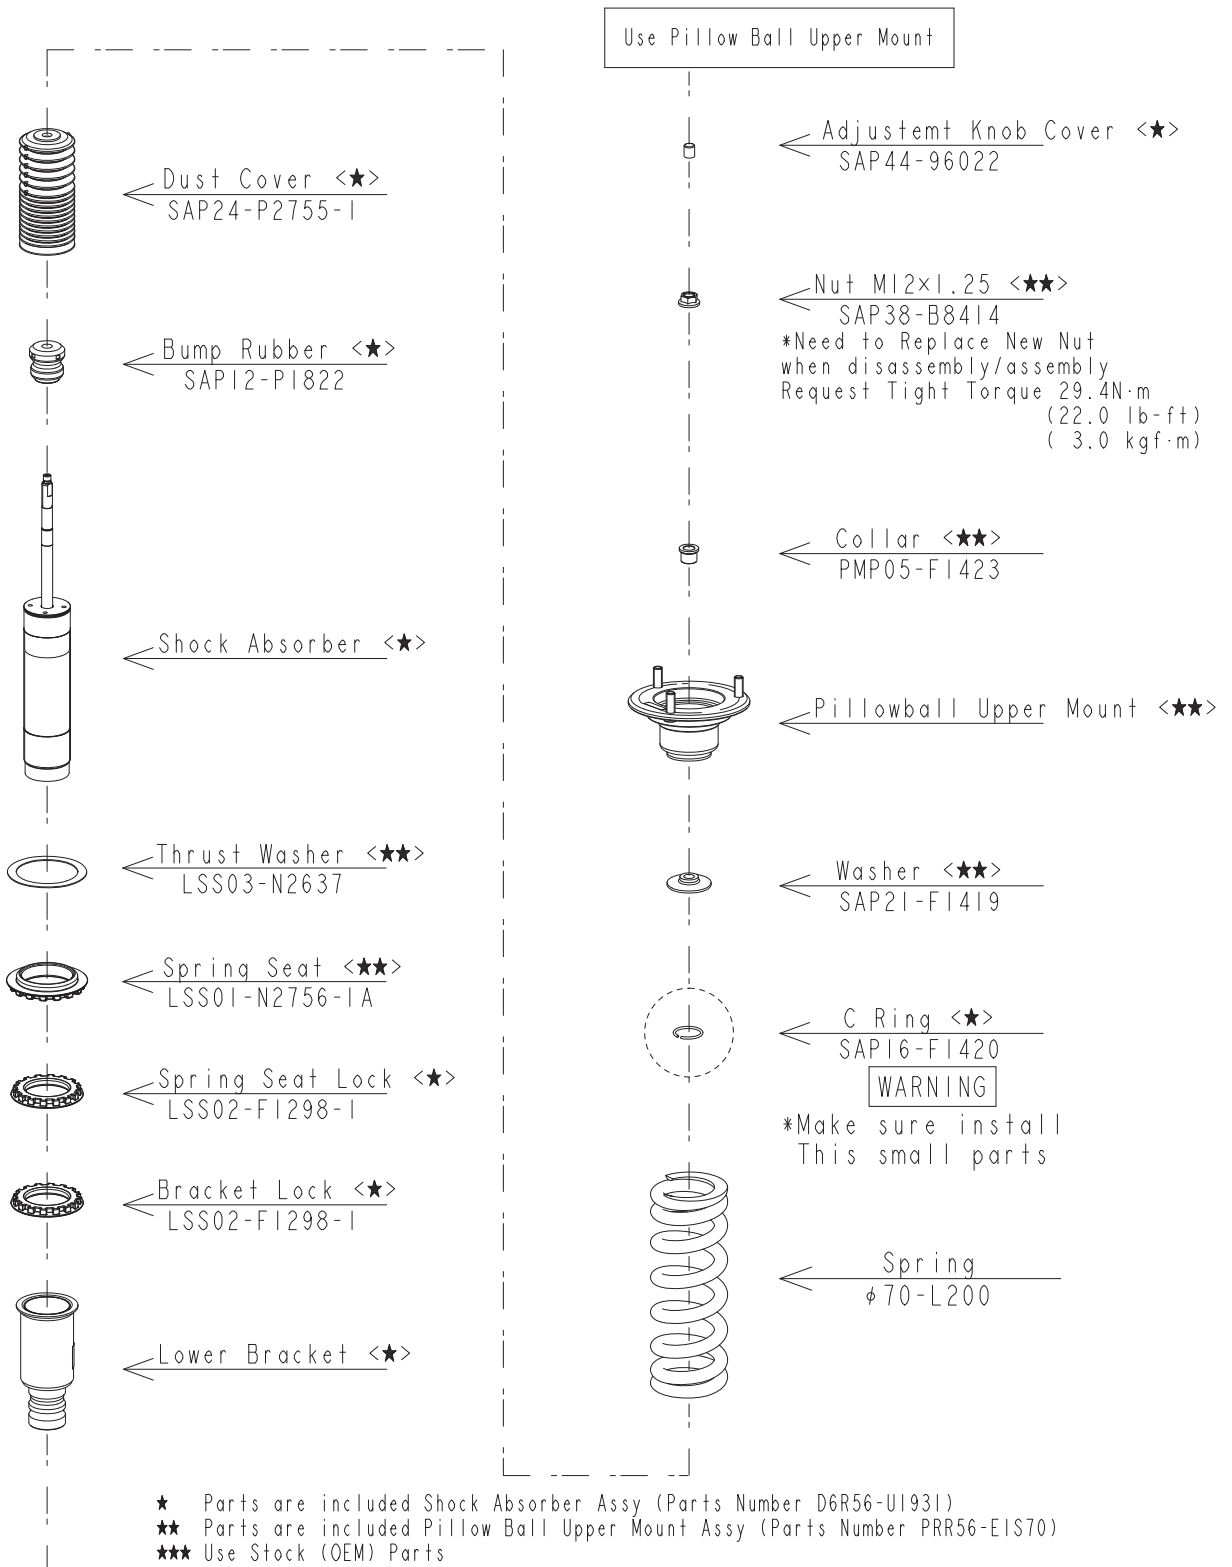 Use Pillow Ball Upper Mount
Dust Cover <★>
SAP24-P2755-1
Bump Rubber <★>
SAP12-P1822
Shock Absorber <★>
Thrust Washer <★★>
LSS03-N2637
Spring Seat <★★>
LSS01-N2756-1A
Spring Seat Lock <★>
LSS02-F1298-1
Bracket Lock <★>
LSS02-F1298-1
Lower Bracket <★>
Adjustemt Knob Cover <★>
SAP44-96022
Nut M12×1.25 <★★>
SAP38-B8414
*Need to Replace New Nut
when disassembly/assembly
Request Tight Torque 29.4N·m
(22.0 lb-ft)
( 3.0 kgf·m)
Collar <★★>
PMP05-F1423
Pillowball Upper Mount <★★>
Washer <★★>
SAP21-F1419
C Ring <★>
SAP16-F1420
WARNING
*Make sure install
This small parts
Spring
φ70-L200
★ Parts are included Shock Absorber Assy (Parts Number D6R56-U1931)
★★ Parts are included Pillow Ball Upper Mount Assy (Parts Number PRR56-E1S70)
★★★ Use Stock (OEM) Parts